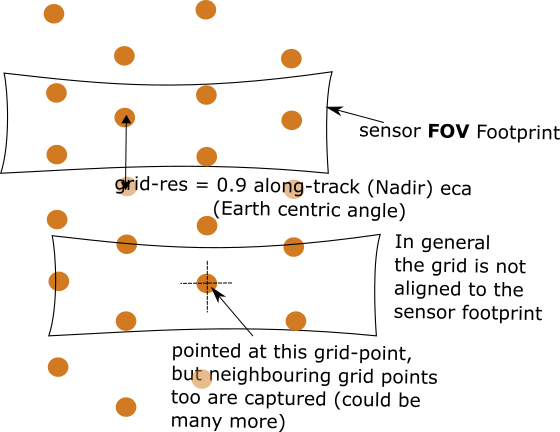 sensor FOV Footprint
grid-res = 0.9 along-track (Nadir) eca
(Earth centric angle)
In general
the grid is not
aligned to the
sensor footprint
pointed at this grid-point,
but neighbouring grid points
too are captured (could be
many more)